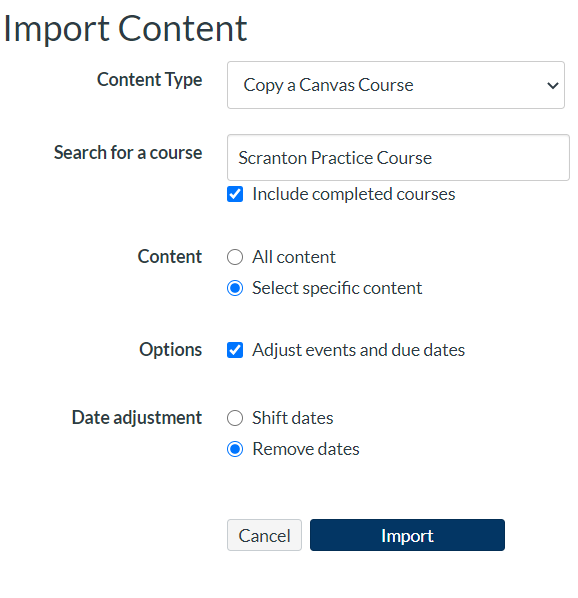 Import Content
Content Type Copy a Canvas Course
Search for a course Scranton Practice Course
Include completed courses
Content All content
Select specific content
Options Adjust events and due dates
Date adjustment Shift dates
Remove dates
Cancel Import